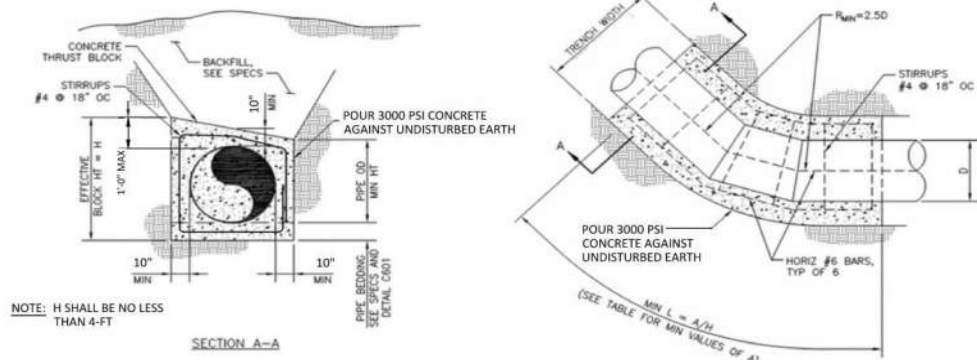 CONCRETE
THRUST BLOCK
BACKFILL,
SEE SPECS
STIRRUPS
#4 @ 18" OC
10"
MIN
POUR 3000 PSI CONCRETE
AGAINST UNDISTURBED EARTH
EFFECTIVE
BLOCK HT = H
1'-0" MAX
PIPE OD
MIN HT
10"
MIN
10"
MIN
PIPE BEDDING
SEE SPECS AND
DETAIL C601
NOTE: H SHALL BE NO LESS
THAN 4-FT
SECTION A-A
TRENCH WIDTH
A
RMIN=2.5D
STIRRUPS
#4 @ 18" OC
A
D
POUR 3000 PSI
CONCRETE AGAINST
UNDISTURBED EARTH
HORIZ #6 BARS,
TYP OF 6
MIN L = A/H
(SEE TABLE FOR MIN VALUES OF A)